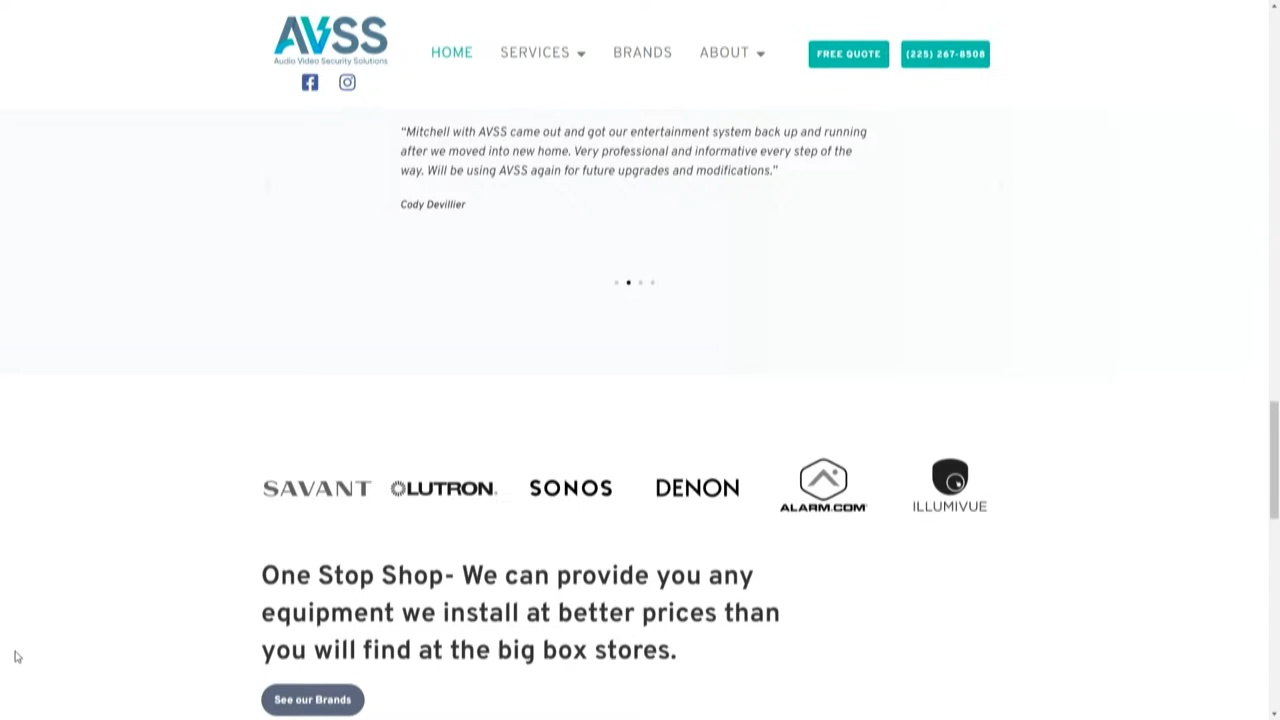 AVSS
Audio Video Security Solutions
HOME SERVICES BRANDS ABOUT FREE QUOTE (225) 267-8508
“Mitchell with AVSS came out and got our entertainment system back up and running
after we moved into new home. Very professional and informative every step of the
way. Will be using AVSS again for future upgrades and modifications.”
Cody Devillier
SAVANT LUTRON SONOS DENON ALARM.COM ILLUMIVUE
One Stop Shop- We can provide you any
equipment we install at better prices than
you will find at the big box stores.
See our Brands